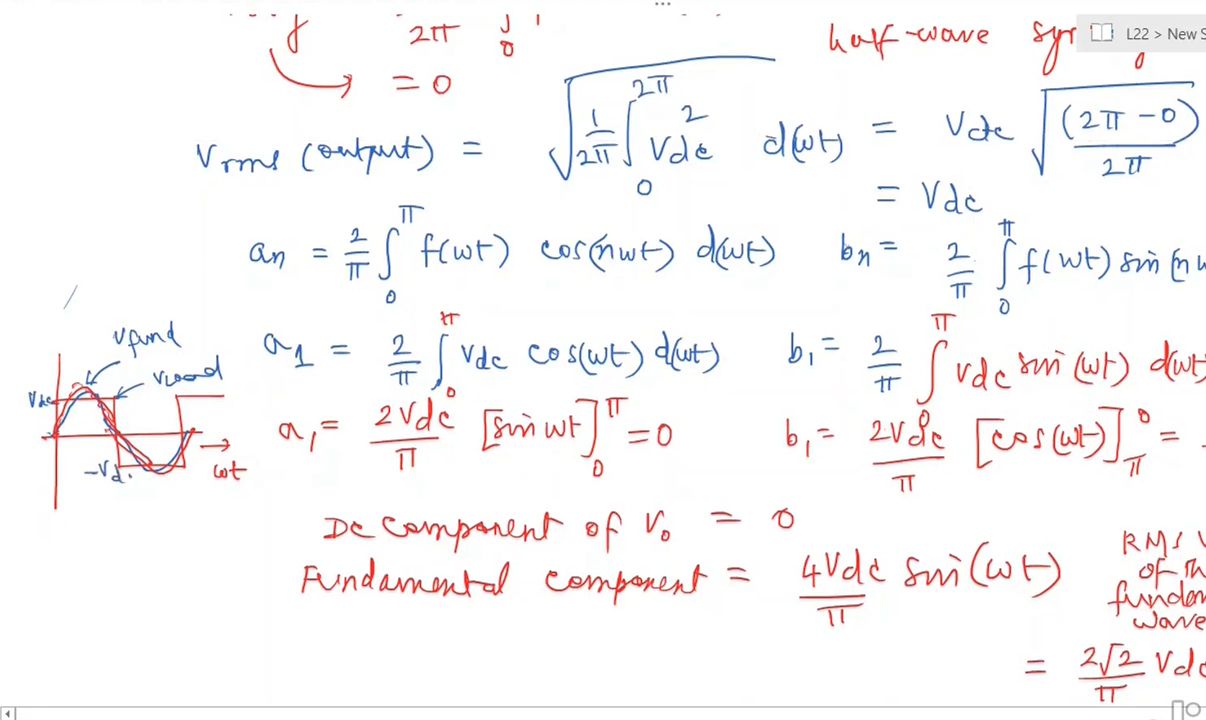 2π 0
half-wave
L22 > New S
= 0
Vrms (output) = √(1/2π ∫₀^2π Vdc² d(ωt)) = Vdc √((2π-0)/2π)
= Vdc
an = 2/π ∫₀^π f(ωt) cos(nωt) d(ωt) bn = 2/π ∫₀^π f(ωt) sin(nω
a1 = 2/π ∫₀^π Vdc cos(ωt) d(ωt) b1 = 2/π ∫₀^π Vdc sin(ωt) d(ωt
a1 = 2Vdc/π [sin ωt]₀^π = 0 b1 = 2Vdc/π [cos(ωt)]_π^0 =
Vfund
Vdc
-Vd.
ωt
Dc component of Vo = 0
Fundamental component = 4Vdc/π sin(ωt)
RMS V
of th
fundam
wave
= 2√2/π Vdc